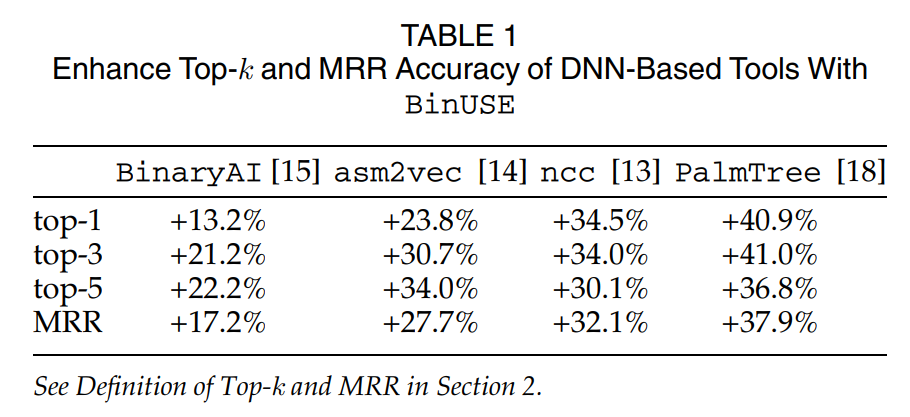 TABLE 1
Enhance Top-k and MRR Accuracy of DNN-Based Tools With
BinUSE
BinaryAI [15] asm2vec [14] ncc [13] PalmTree [18]
top-1 +13.2% +23.8% +34.5% +40.9%
top-3 +21.2% +30.7% +34.0% +41.0%
top-5 +22.2% +34.0% +30.1% +36.8%
MRR +17.2% +27.7% +32.1% +37.9%
See Definition of Top-k and MRR in Section 2.